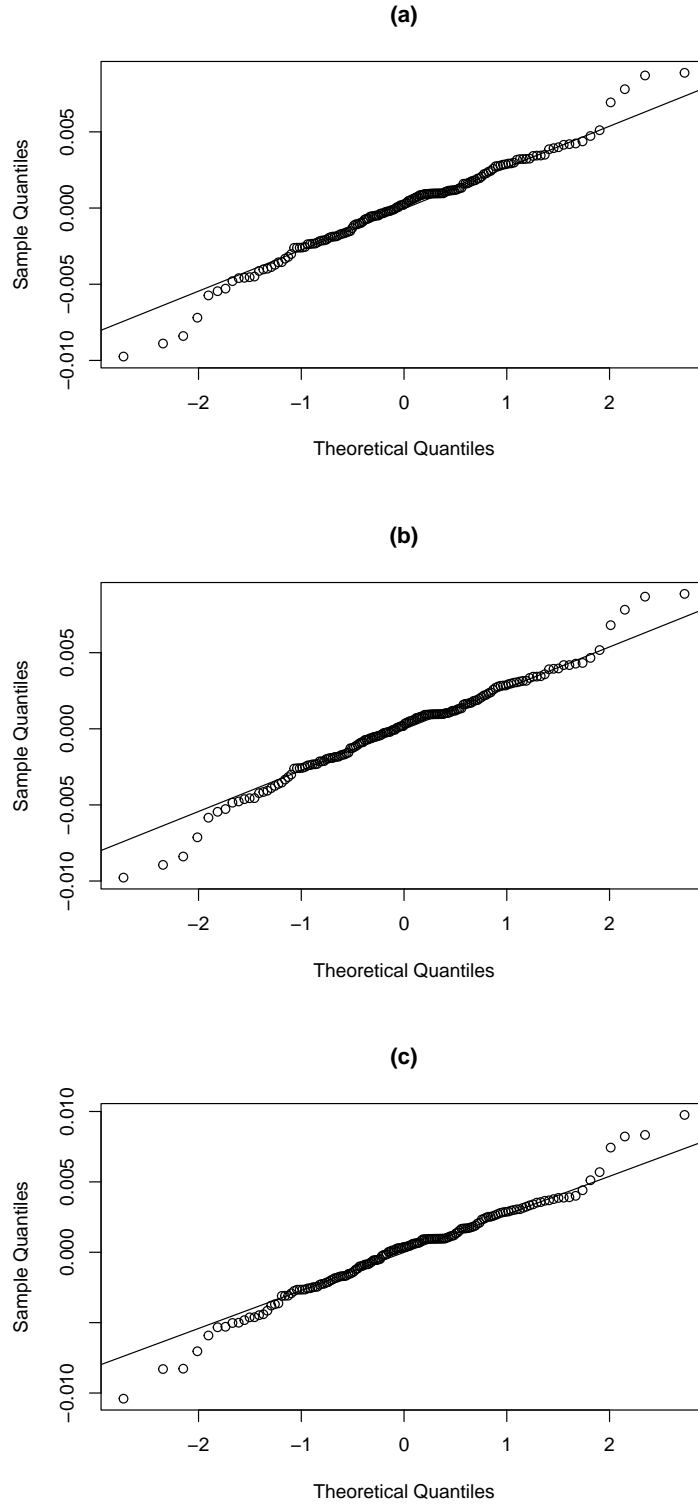 (a)
Sample Quantiles
0.005
0.000
−0.005
−0.010
−2 −1 0 1 2
Theoretical Quantiles
(b)
Sample Quantiles
0.005
0.000
−0.005
−0.010
−2 −1 0 1 2
Theoretical Quantiles
(c)
Sample Quantiles
0.010
0.005
0.000
−0.010
−2 −1 0 1 2
Theoretical Quantiles